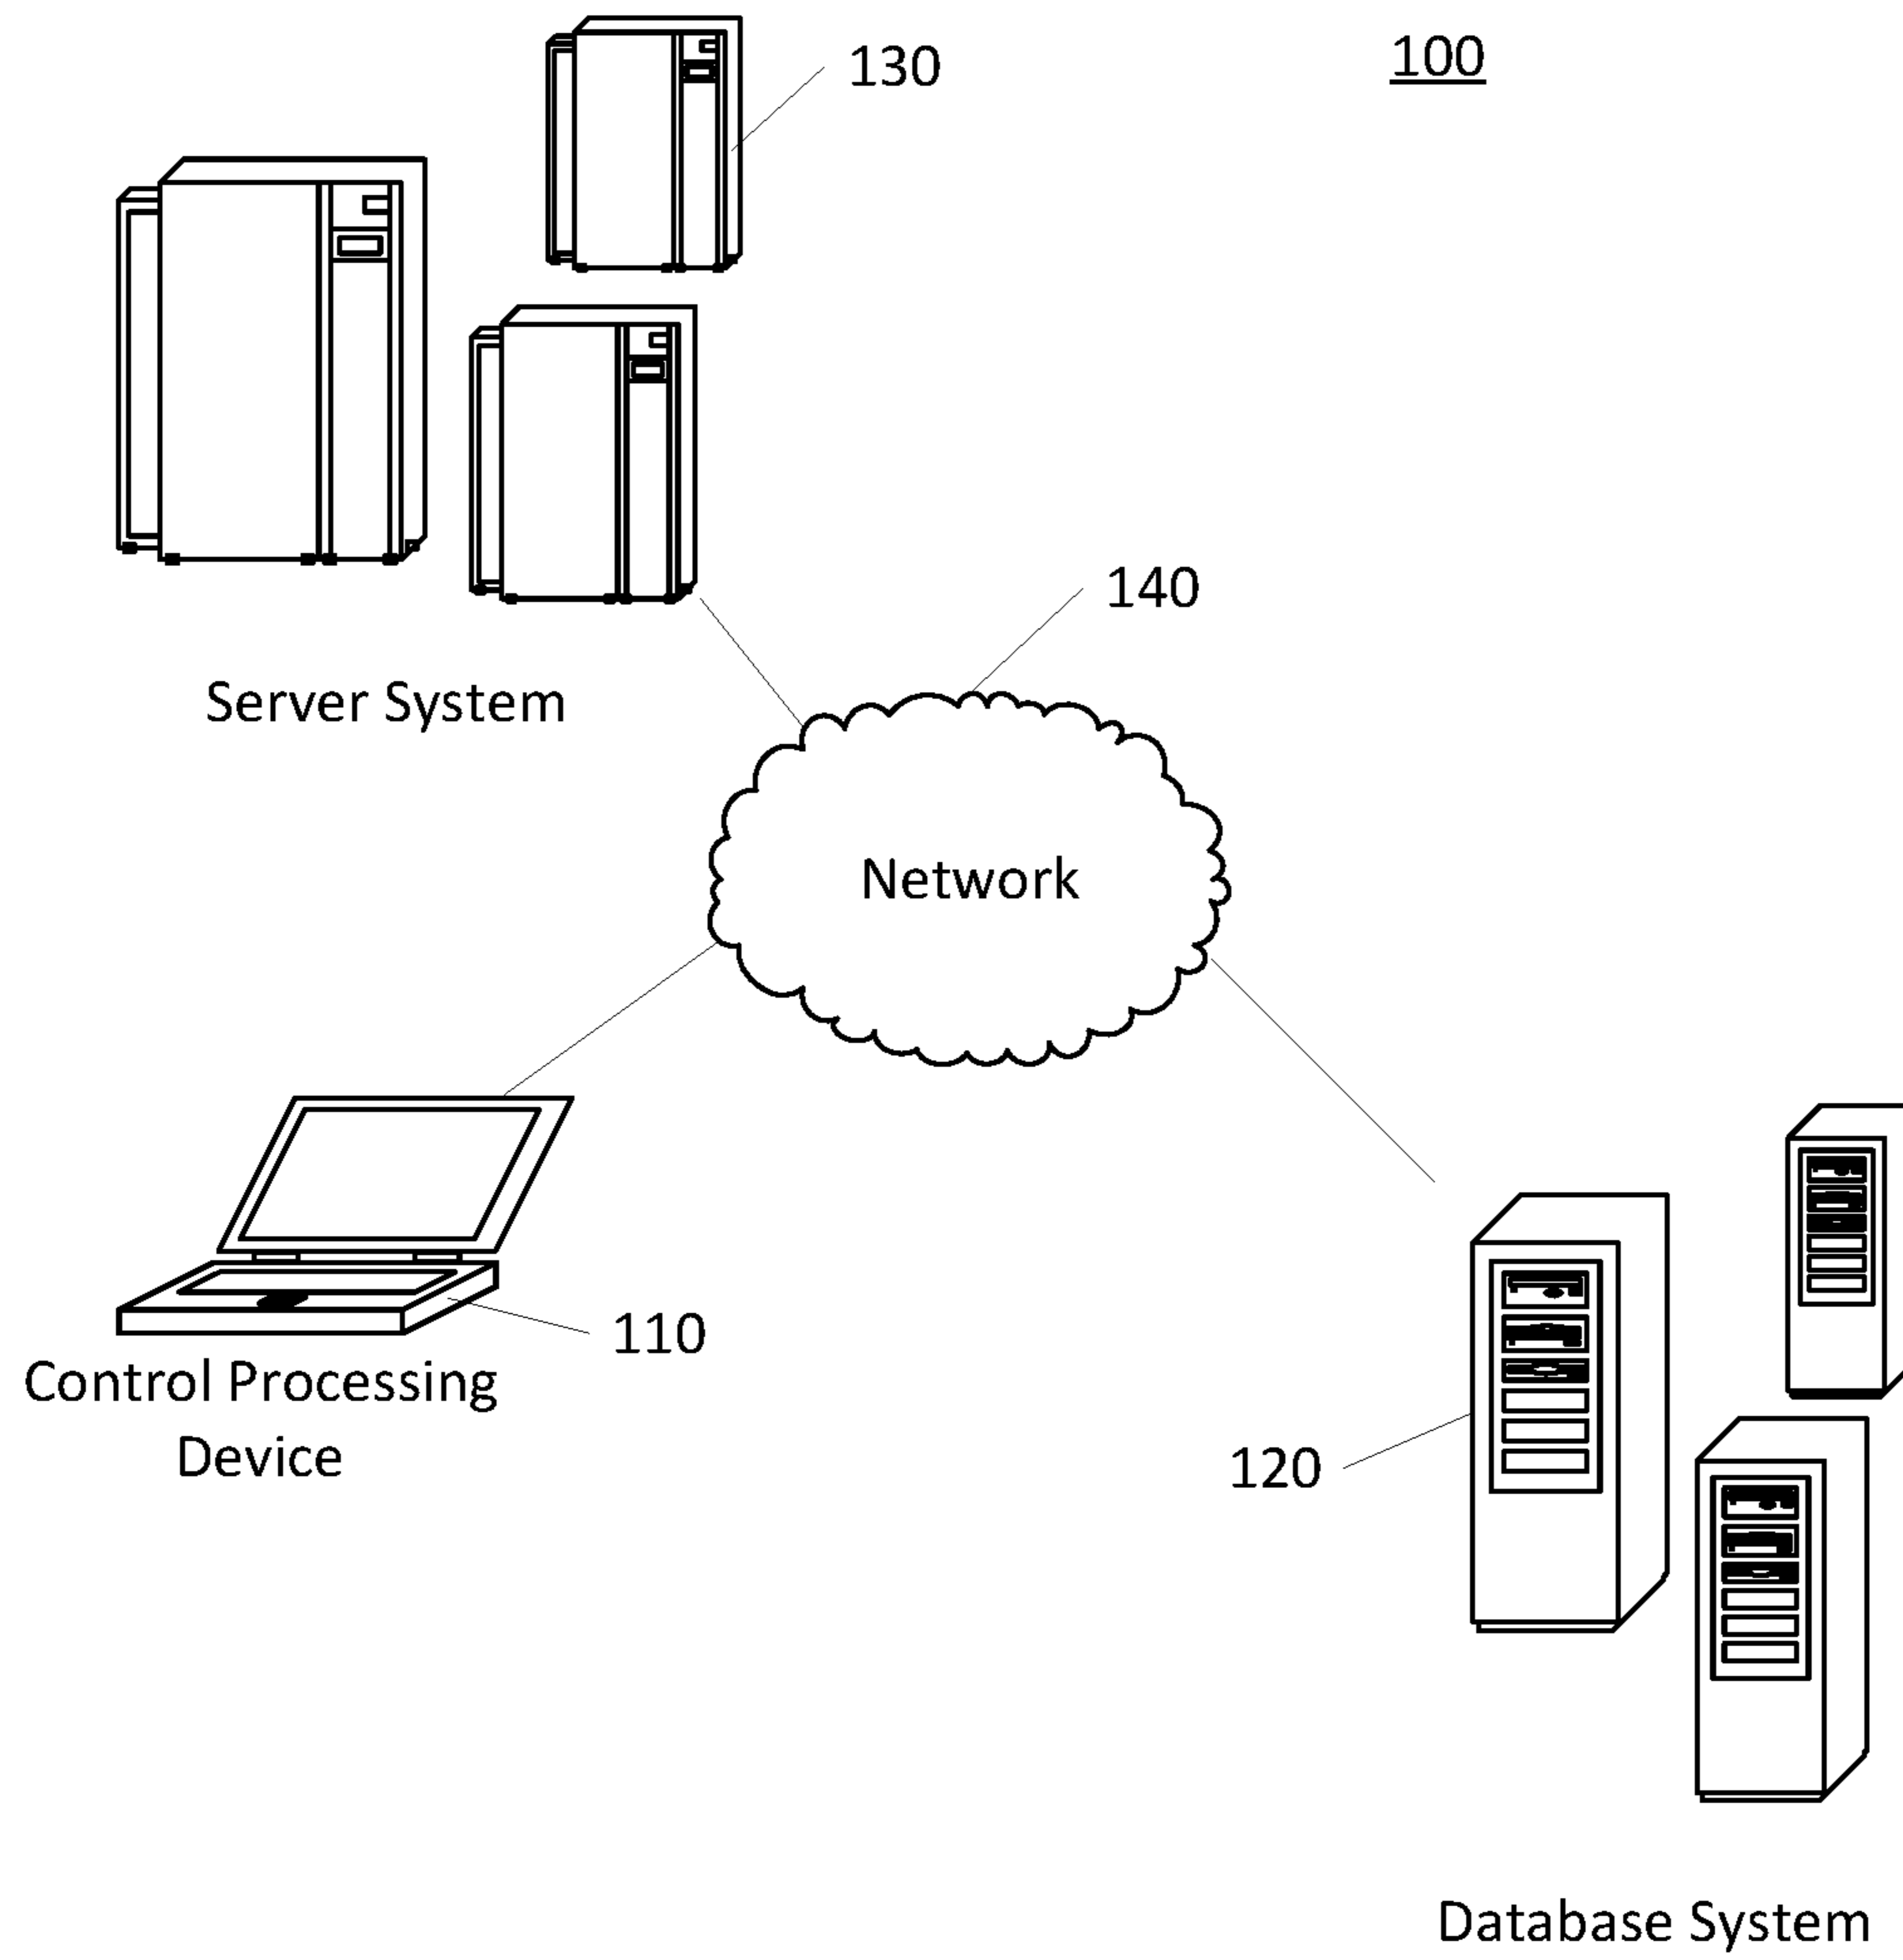 130
100
140
Server System
Network
110
Control Processing
Device
120
Database System